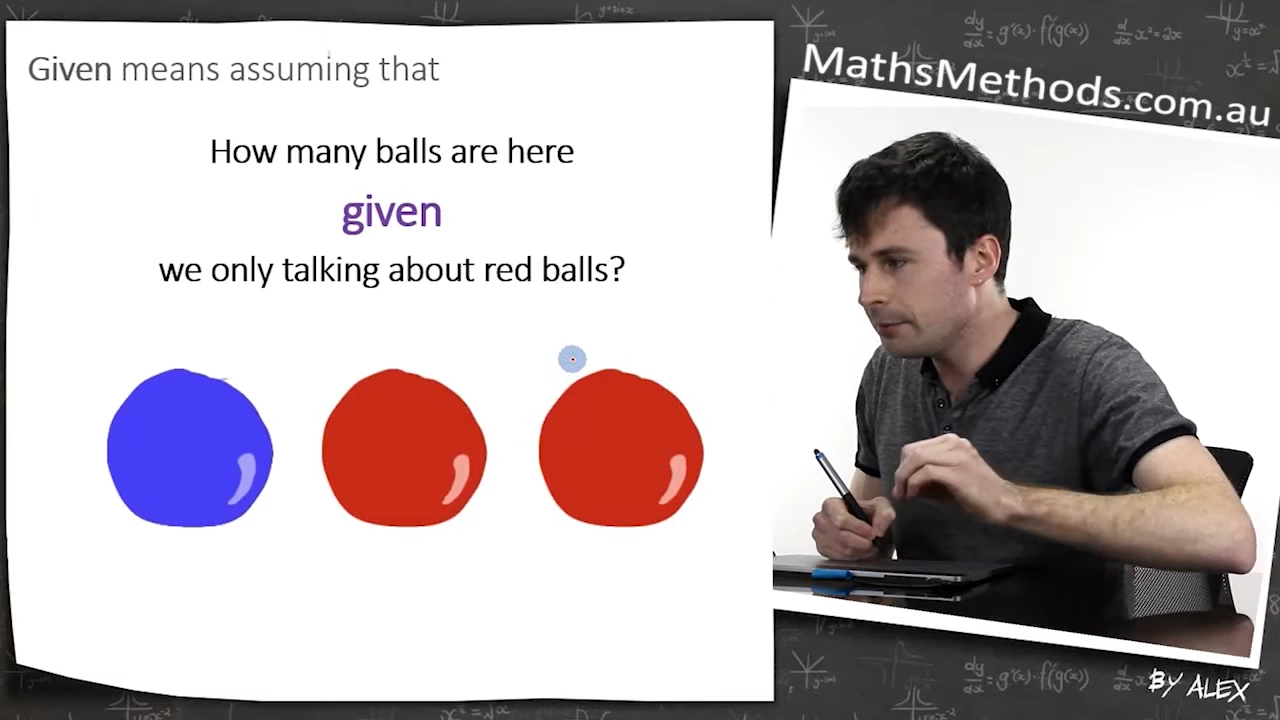 Given means assuming that
How many balls are here
given
we only talking about red balls?
MathsMethods.com.au
BY ALEX